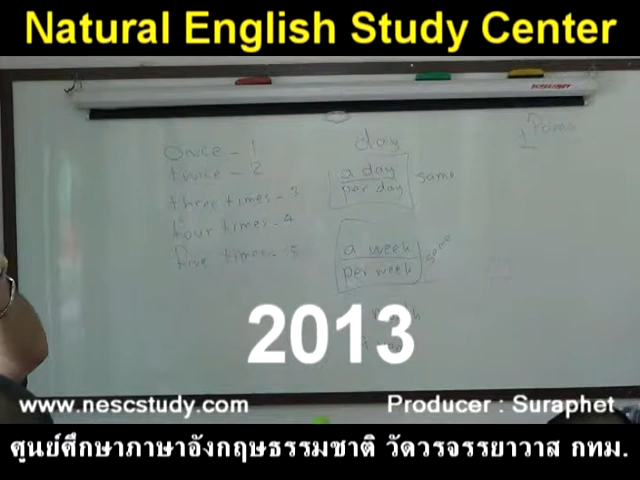 Natural English Study Center
once - 1
twice - 2
three times - 3
four times - 4
five times - 5
day
a day
per day
same
a week
per week
same
1
2013
www.nescstudy.com
Producer : Suraphet
ศูนย์ศึกษาภาษาอังกฤษธรรมชาติ วัดวรจรรยาวาส กทม.